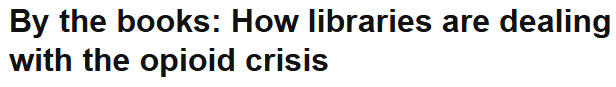 By the books: How libraries are dealing
with the opioid crisis